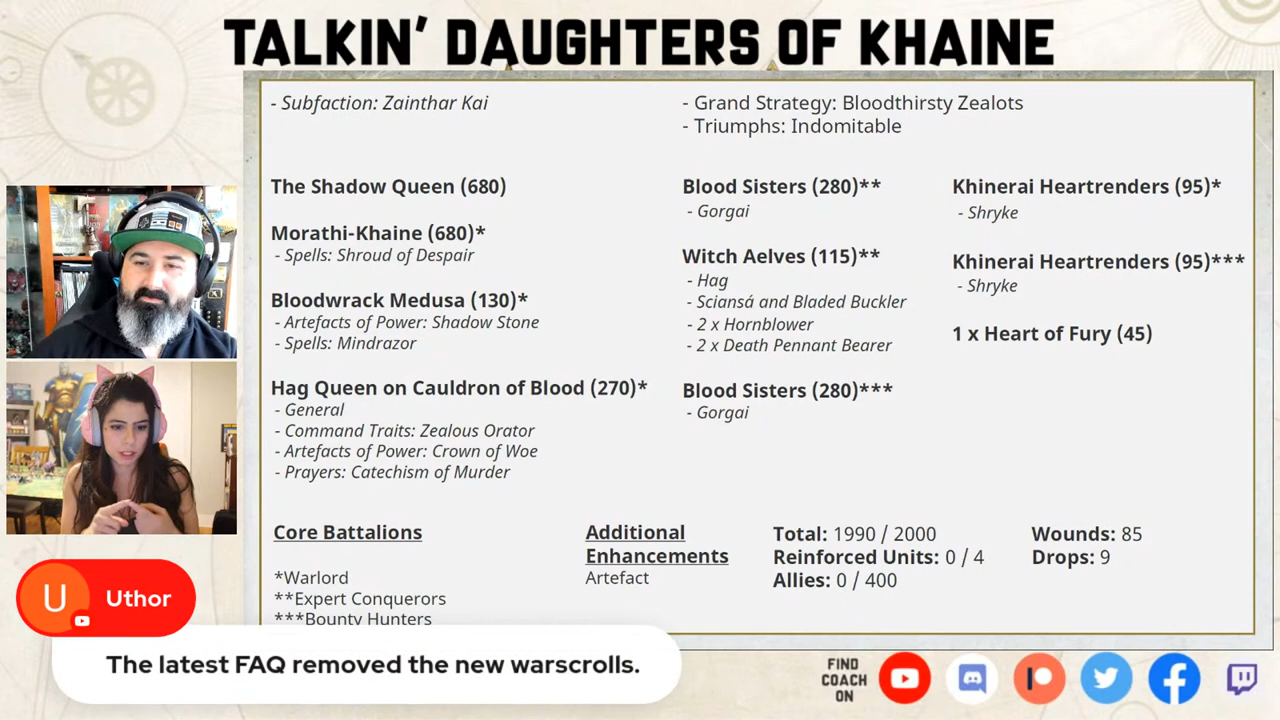 TALKIN' DAUGHTERS OF KHAINE
- Subfaction: Zainthar Kai
- Grand Strategy: Bloodthirsty Zealots
- Triumphs: Indomitable
The Shadow Queen (680)
Morathi-Khaine (680)*
- Spells: Shroud of Despair
Bloodwrack Medusa (130)*
- Artefacts of Power: Shadow Stone
- Spells: Mindrazor
Hag Queen on Cauldron of Blood (270)*
- General
- Command Traits: Zealous Orator
- Artefacts of Power: Crown of Woe
- Prayers: Catechism of Murder
Blood Sisters (280)**
- Gorgai
Witch Aelves (115)**
- Hag
- Sciansá and Bladed Buckler
- 2 x Hornblower
- 2 x Death Pennant Bearer
Blood Sisters (280)***
- Gorgai
Khinerai Heartrenders (95)*
- Shryke
Khinerai Heartrenders (95)***
- Shryke
1 x Heart of Fury (45)
Core Battalions
*Warlord
**Expert Conquerors
***Bounty Hunters
Additional
Enhancements
Artefact
Total: 1990 / 2000
Reinforced Units: 0 / 4
Allies: 0 / 400
Wounds: 85
Drops: 9
U Uthor
The latest FAQ removed the new warscrolls.
FIND
COACH
ON